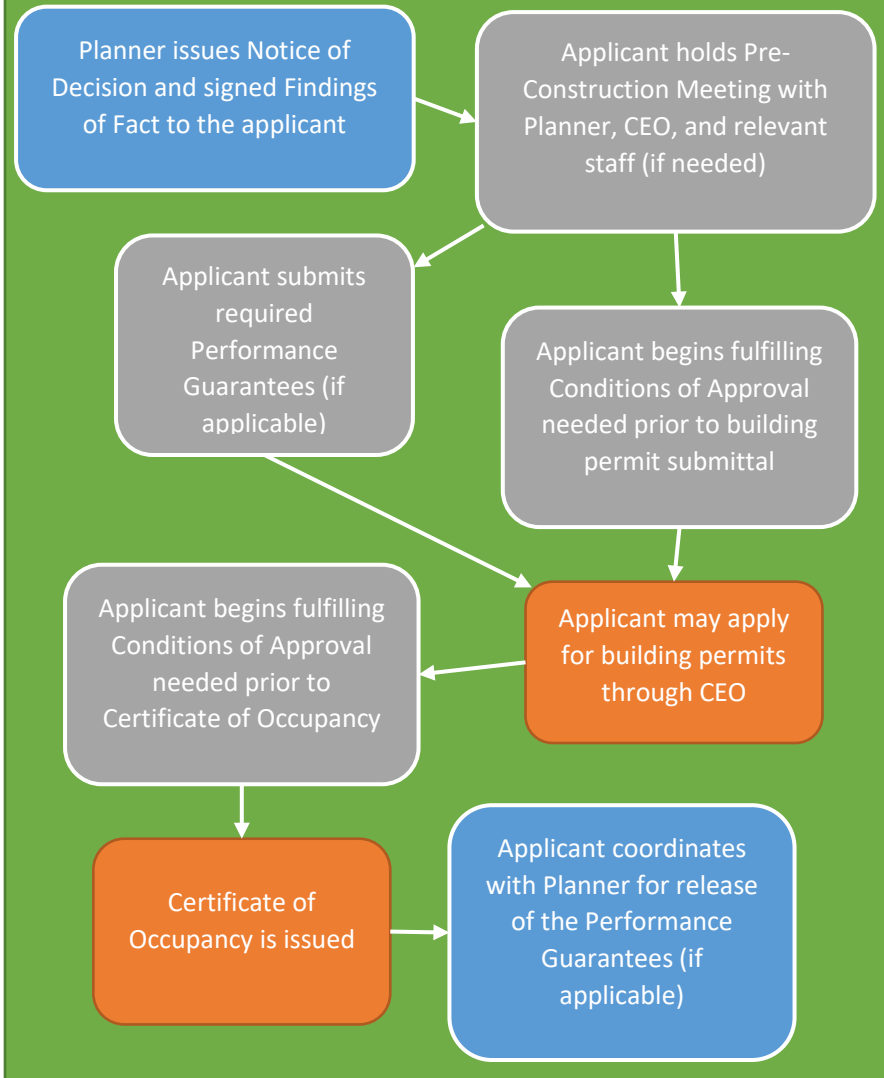 Planner issues Notice of
Decision and signed Findings
of Fact to the applicant
Applicant holds Pre-
Construction Meeting with
Planner, CEO, and relevant
staff (if needed)
Applicant submits
required
Performance
Guarantees (if
applicable)
Applicant begins fulfilling
Conditions of Approval
needed prior to building
permit submittal
Applicant may apply
for building permits
through CEO
Applicant begins fulfilling
Conditions of Approval
needed prior to
Certificate of Occupancy
Certificate of
Occupancy is issued
Applicant coordinates
with Planner for release
of the Performance
Guarantees (if
applicable)